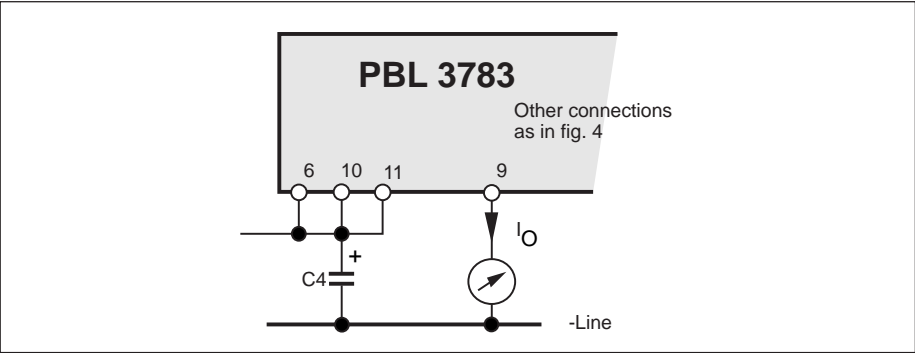 PBL 3783
Other connections
as in fig. 4
6 10 11 9
IO
+
C4
-Line